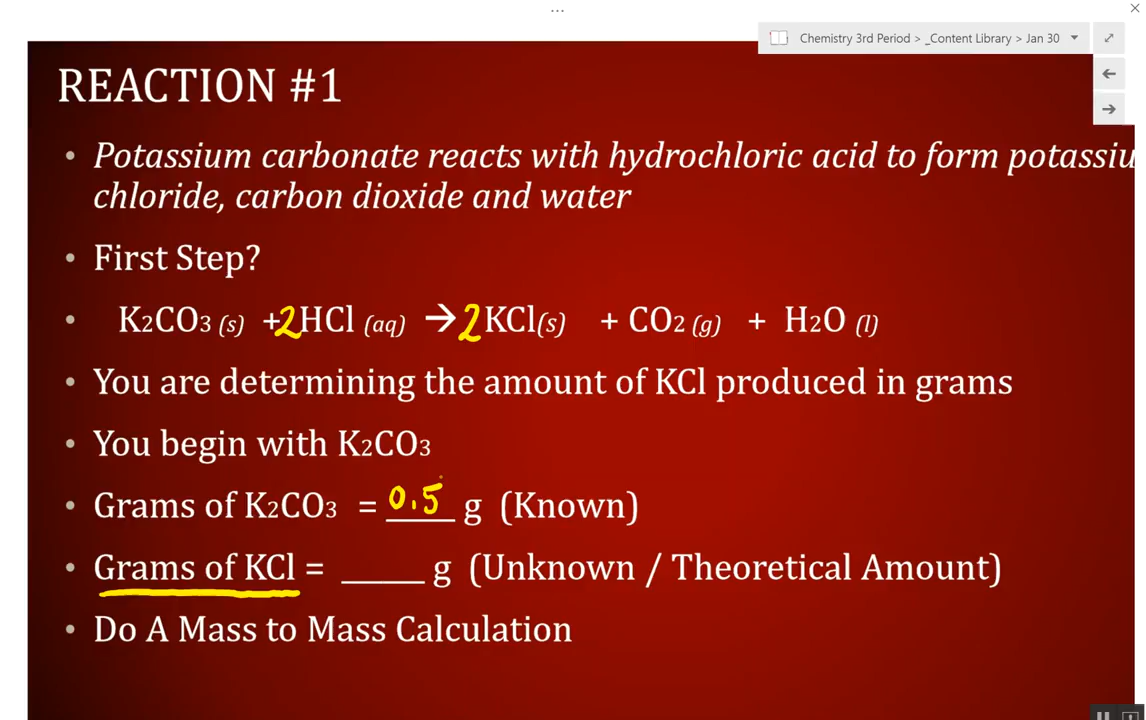 ...
Chemistry 3rd Period > _Content Library > Jan 30
REACTION #1
• Potassium carbonate reacts with hydrochloric acid to form potassiu
chloride, carbon dioxide and water
• First Step?
• K2CO3 (s) +2HCl (aq) → 2KCl(s) + CO2 (g) + H2O (l)
• You are determining the amount of KCl produced in grams
• You begin with K2CO3
• Grams of K2CO3 = 0.5 g (Known)
• Grams of KCl = _____ g (Unknown / Theoretical Amount)
• Do A Mass to Mass Calculation